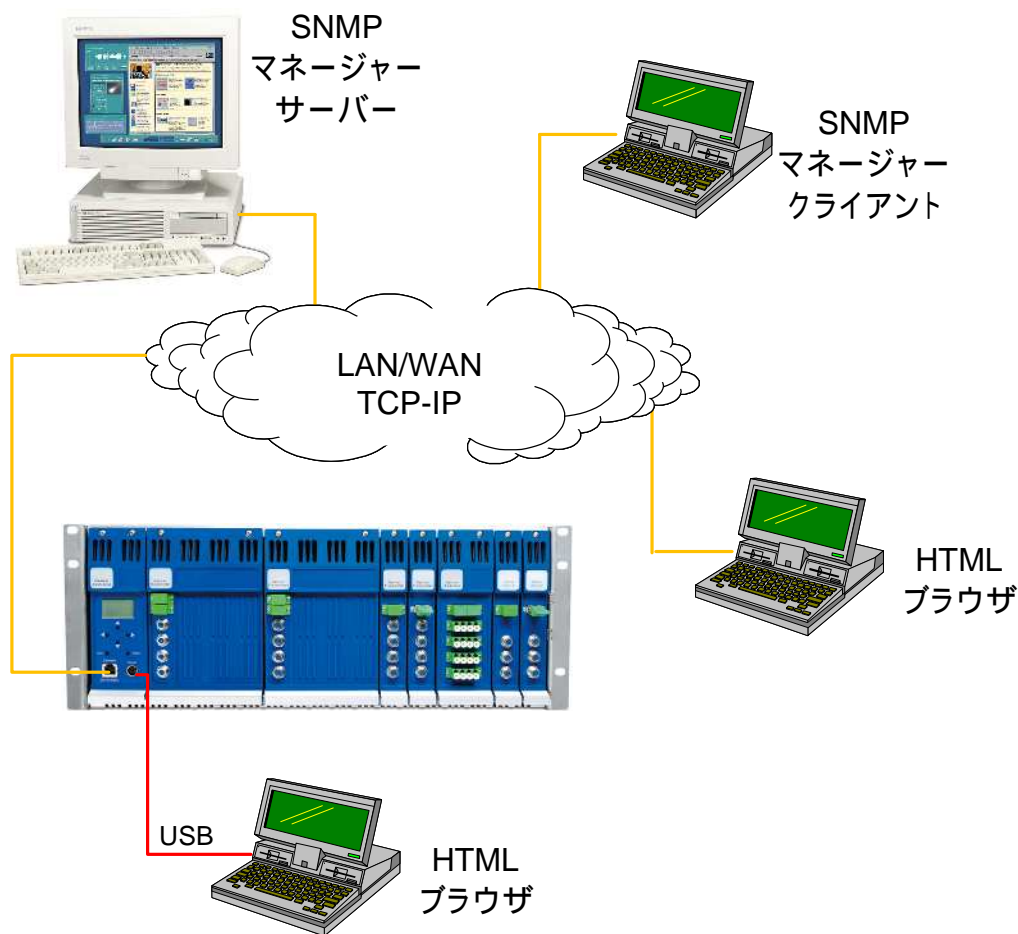 SNMP
マネージャー
サーバー
SNMP
マネージャー
クライアント
LAN/WAN
TCP-IP
HTML
ブラウザ
USB
HTML
ブラウザ